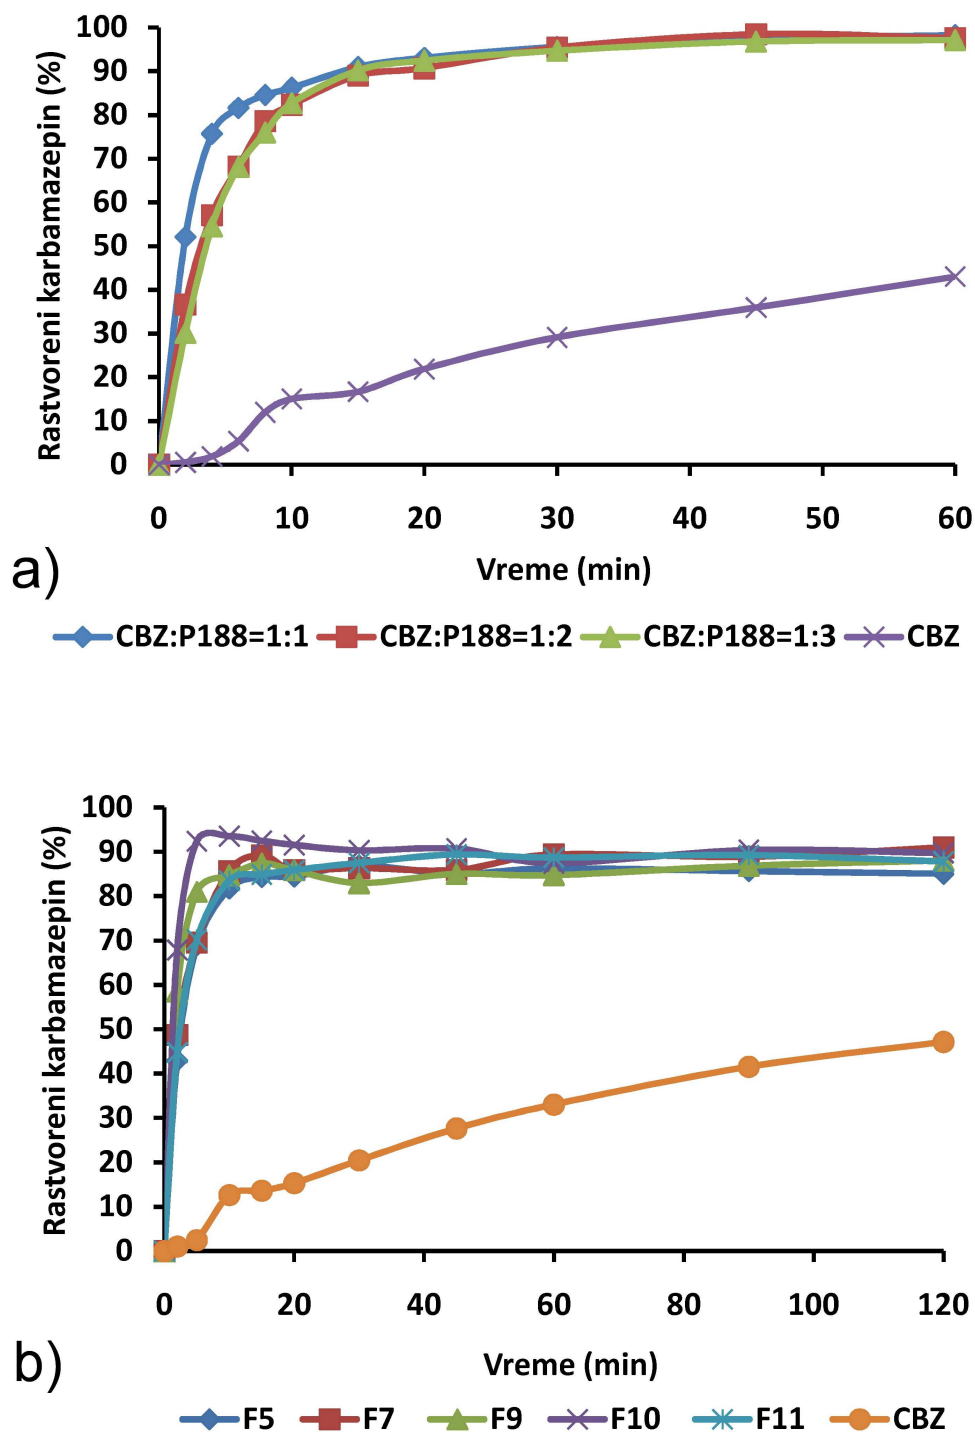 Rastvoreni karbamazepin (%)
100
90
80
70
60
50
40
30
20
10
0
0 10 20 30 40 50 60
Vreme (min)
a)
CBZ:P188=1:1 CBZ:P188=1:2 CBZ:P188=1:3 CBZ
Rastvoreni karbamazepin (%)
100
90
80
70
60
50
40
30
20
10
0
0 20 40 60 80 100 120
Vreme (min)
b)
F5 F7 F9 F10 F11 CBZ